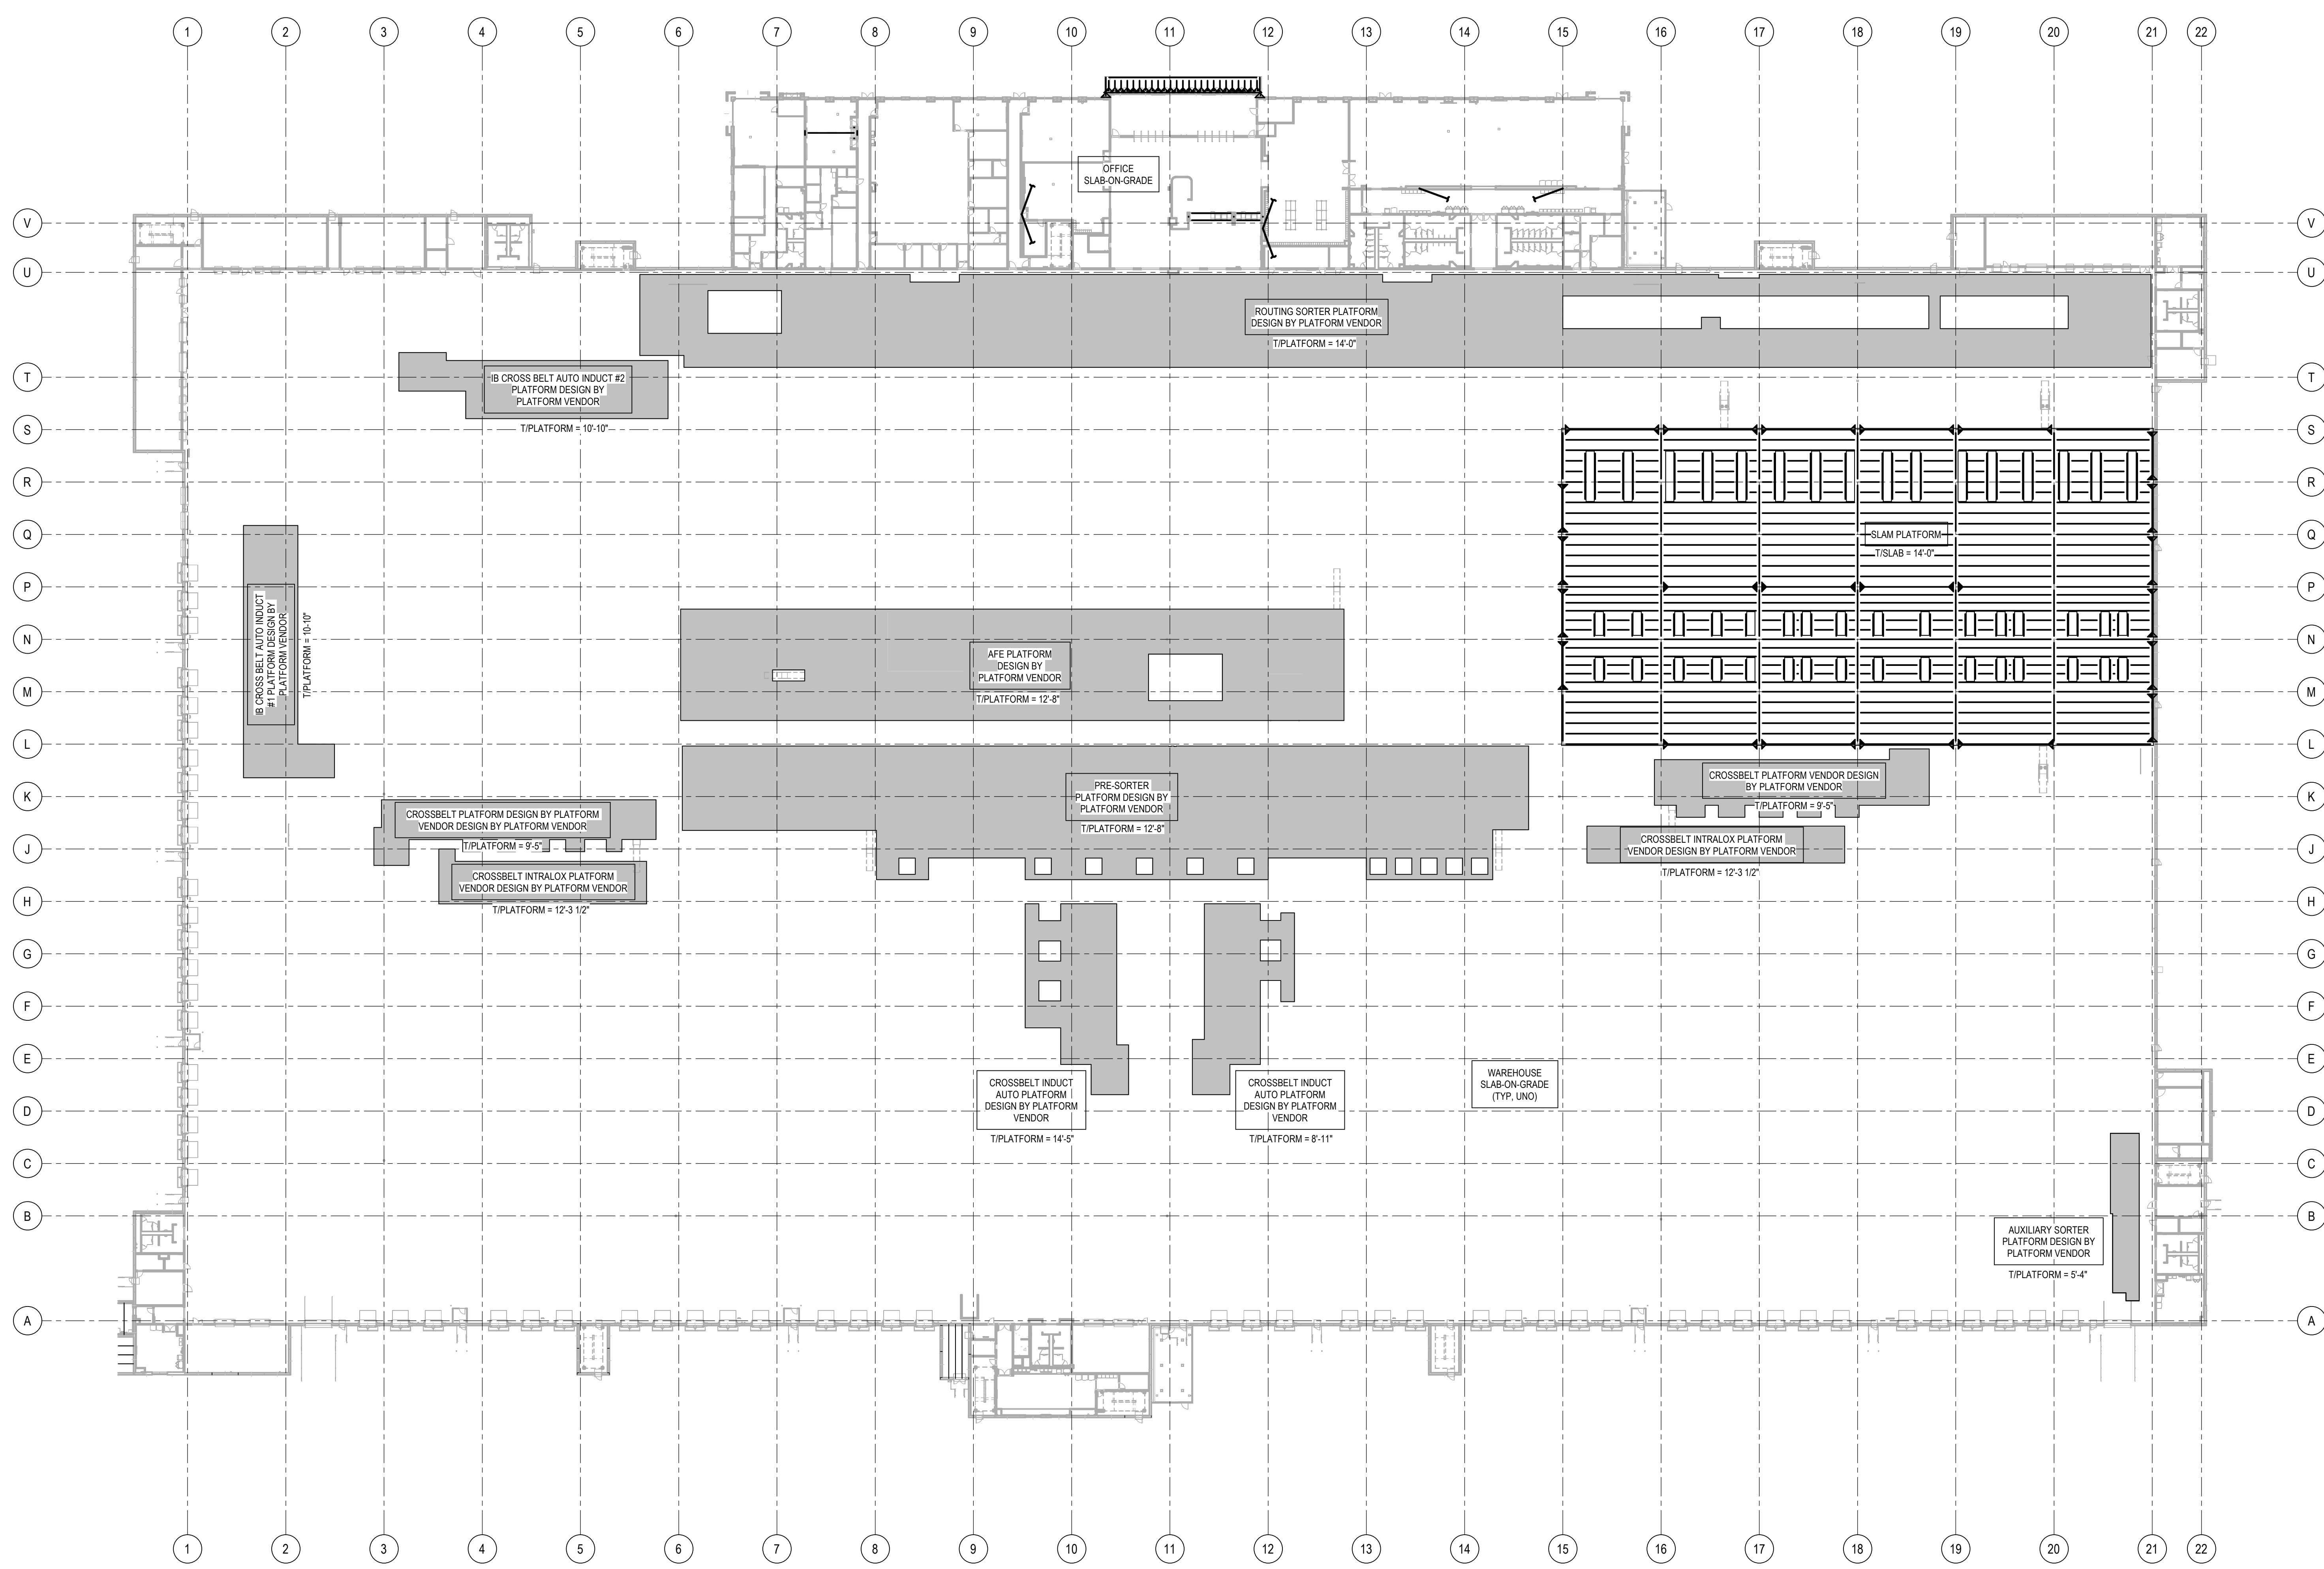 1 2 3 4 5 6 7 8 9 10 11 12 13 14 15 16 17 18 19 20 21 22
OFFICE
SLAB-ON-GRADE
V V
U U
ROUTING SORTER PLATFORM
DESIGN BY PLATFORM VENDOR
T/PLATFORM = 14'-0"
T T
IB CROSS BELT AUTO INDUCT #2
PLATFORM DESIGN BY
PLATFORM VENDOR
T/PLATFORM = 10'-10"
S S
R R
Q Q
SLAM PLATFORM
T/SLAB = 14'-0"
P P
IB CROSS BELT AUTO INDUCT
#1 PLATFORM DESIGN BY
PLATFORM VENDOR
T/PLATFORM = 10-10"
N N
AFE PLATFORM
DESIGN BY
PLATFORM VENDOR
T/PLATFORM = 12'-8"
M M
L L
PRE-SORTER
PLATFORM DESIGN BY
PLATFORM VENDOR
T/PLATFORM = 12'-8"
CROSSBELT PLATFORM VENDOR DESIGN
BY PLATFORM VENDOR
T/PLATFORM = 9'-5"
K K
CROSSBELT PLATFORM DESIGN BY PLATFORM
VENDOR DESIGN BY PLATFORM VENDOR
T/PLATFORM = 9'-5"
CROSSBELT INTRALOX PLATFORM
VENDOR DESIGN BY PLATFORM VENDOR
T/PLATFORM = 12'-3 1/2"
J J
CROSSBELT INTRALOX PLATFORM
VENDOR DESIGN BY PLATFORM VENDOR
T/PLATFORM = 12'-3 1/2"
H H
G G
F F
E E
CROSSBELT INDUCT
AUTO PLATFORM
DESIGN BY PLATFORM
VENDOR
T/PLATFORM = 14'-5"
CROSSBELT INDUCT
AUTO PLATFORM
DESIGN BY PLATFORM
VENDOR
T/PLATFORM = 8'-11"
WAREHOUSE
SLAB-ON-GRADE
(TYP, UNO)
D D
C C
B B
AUXILIARY SORTER
PLATFORM DESIGN BY
PLATFORM VENDOR
T/PLATFORM = 5'-4"
A A
1 2 3 4 5 6 7 8 9 10 11 12 13 14 15 16 17 18 19 20 21 22